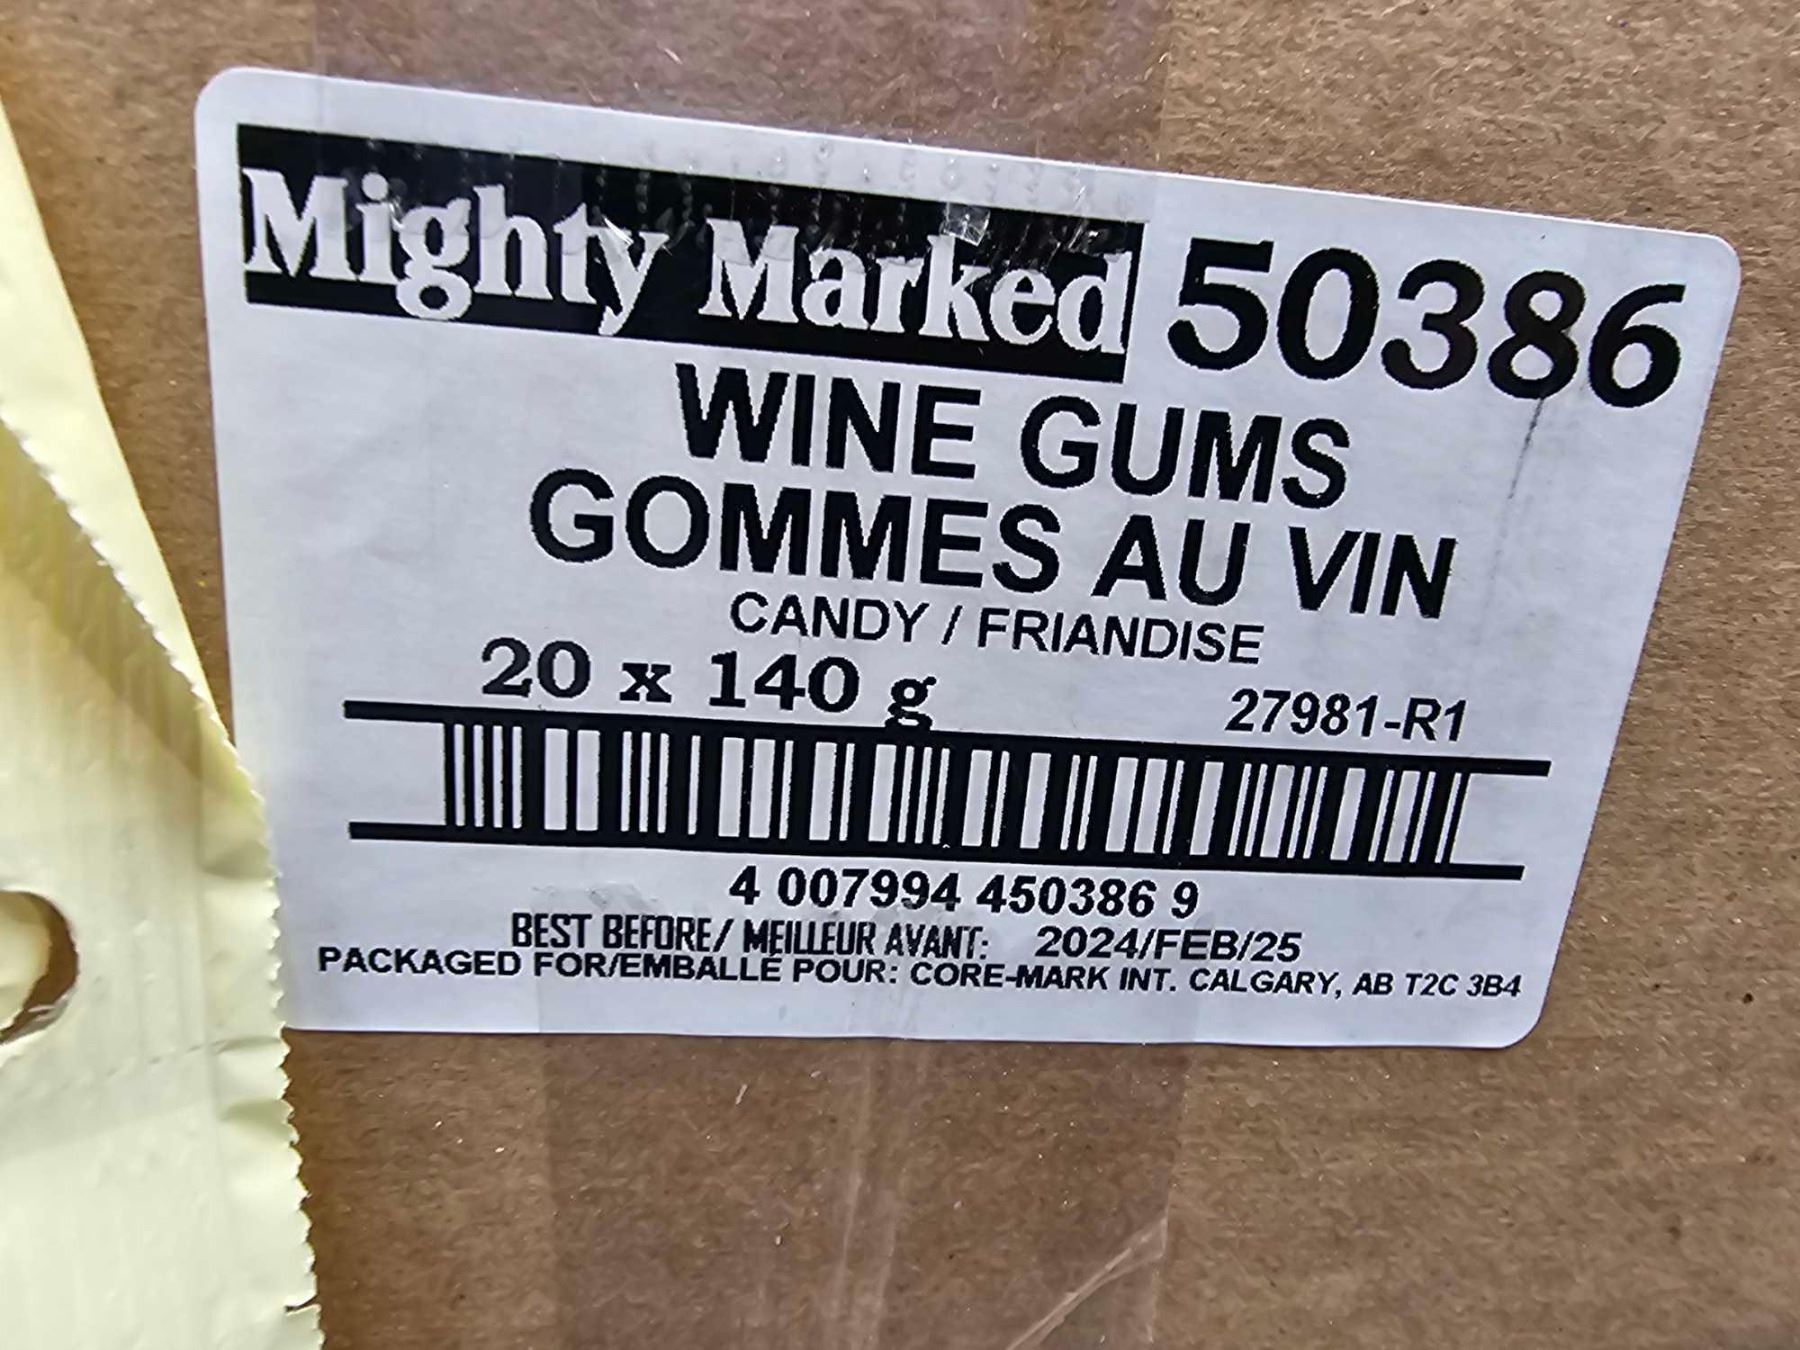 Mighty Marked 50386
WINE GUMS
GOMMES AU VIN
CANDY / FRIANDISE
20 x 140 g 27981-R1
4 007994 450386 9
BEST BEFORE/ MEILLEUR AVANT: 2024/FEB/25
PACKAGED FOR/EMBALLÉ POUR: CORE-MARK INT. CALGARY, AB T2C 3B4